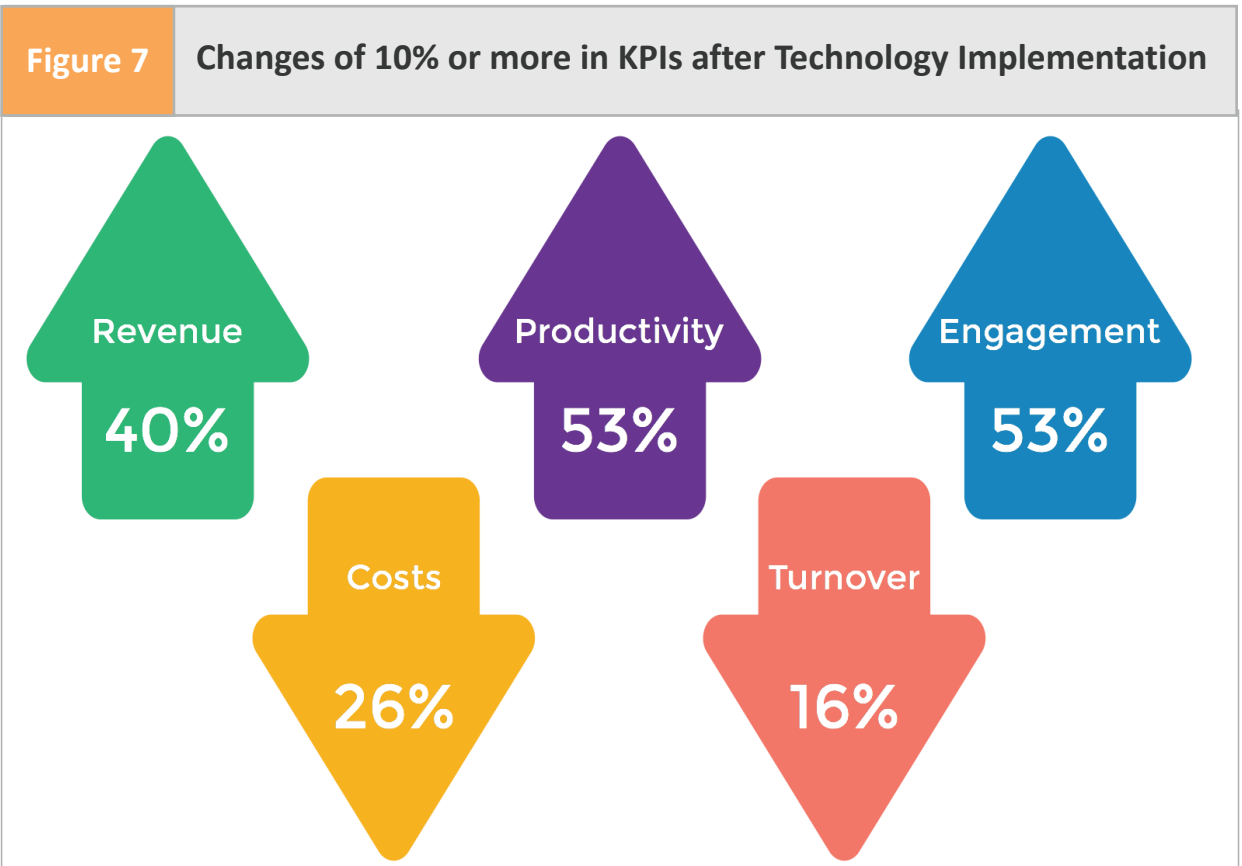 Figure 7
Changes of 10% or more in KPIs after Technology Implementation
Revenue
40%
Productivity
53%
Engagement
53%
Costs
26%
Turnover
16%